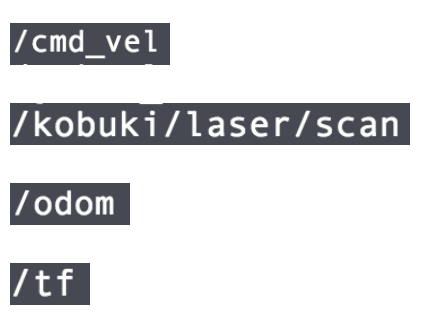 /cmd_vel
/kobuki/laser/scan
/odom
/tf